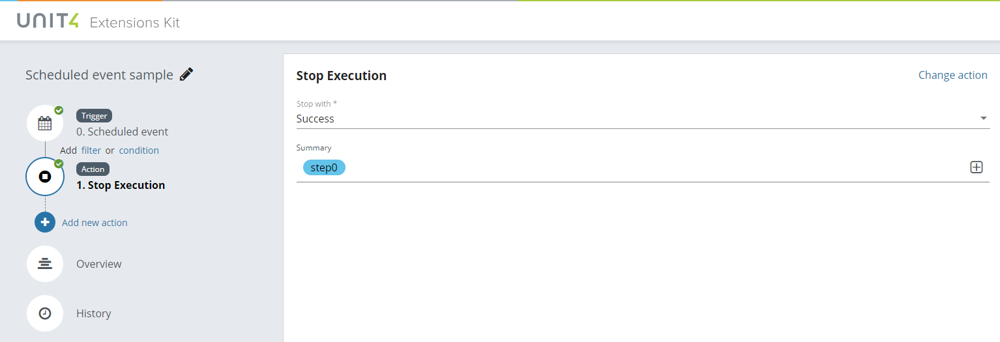 UNIT4 Extensions Kit
Scheduled event sample
Trigger
0. Scheduled event
Add filter or condition
Action
1. Stop Execution
Add new action
Overview
History
Stop Execution
Change action
Stop with *
Success
Summary
step0